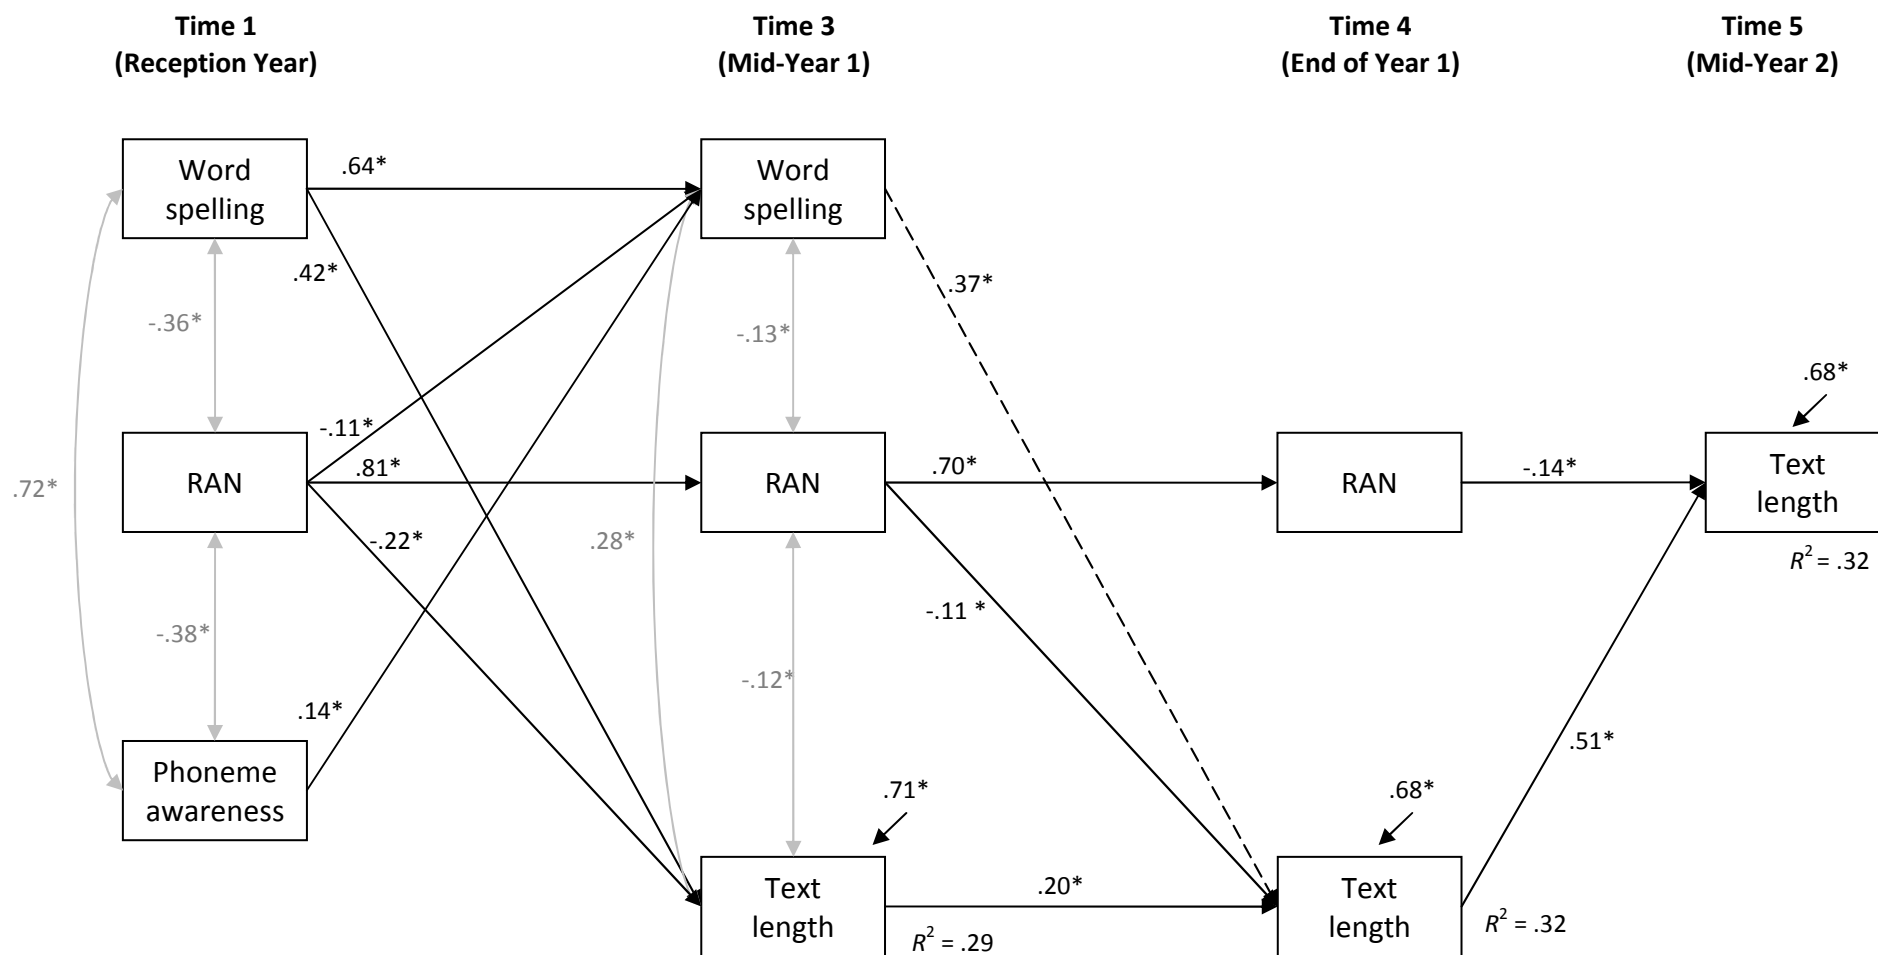 Time 1
(Reception Year)
Time 3
(Mid-Year 1)
Time 4
(End of Year 1)
Time 5
(Mid-Year 2)
Word
spelling
.64*
Word
spelling
.42*
.37*
-.36*
-.13*
.68*
-.11*
RAN
.81*
RAN
.70*
RAN
-.14*
Text
length
R² = .32
.72*
-.22*
.28*
-.11 *
-.38*
-.12*
.14*
.51*
Phoneme
awareness
.71*
.68*
Text
length
.20*
Text
length
R² = .29
R² = .32